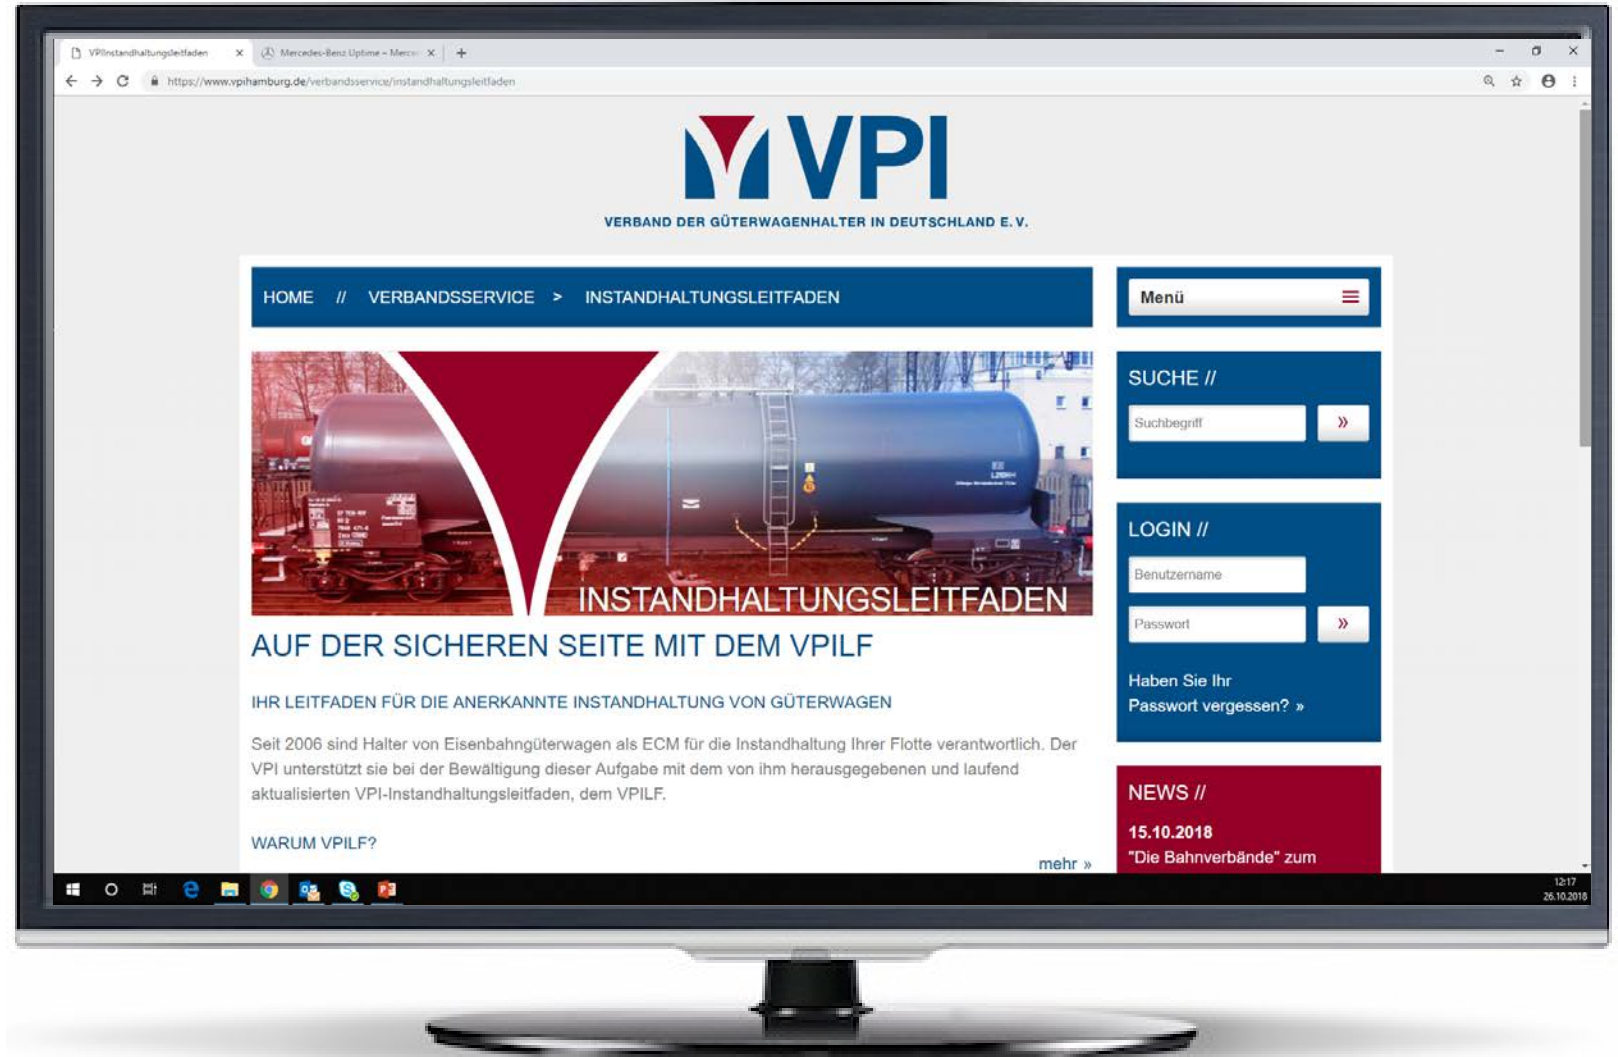 VPIInstandhaltungsleitfaden
Mercedes-Benz Uptime – Merce
https://www.vpihamburg.de/verbandsservice/instandhaltungsleitfaden
VPI
VERBAND DER GÜTERWAGENHALTER IN DEUTSCHLAND E. V.
HOME // VERBANDSSERVICE > INSTANDHALTUNGSLEITFADEN
INSTANDHALTUNGSLEITFADEN
AUF DER SICHEREN SEITE MIT DEM VPILF
IHR LEITFADEN FÜR DIE ANERKANNTE INSTANDHALTUNG VON GÜTERWAGEN
Seit 2006 sind Halter von Eisenbahngüterwagen als ECM für die Instandhaltung Ihrer Flotte verantwortlich. Der
VPI unterstützt sie bei der Bewältigung dieser Aufgabe mit dem von ihm herausgegebenen und laufend
aktualisierten VPI-Instandhaltungsleitfaden, dem VPILF.
WARUM VPILF?
mehr »
Menü
SUCHE //
Suchbegriff
»
LOGIN //
Benutzername
Passwort
»
Haben Sie Ihr
Passwort vergessen? »
NEWS //
15.10.2018
"Die Bahnverbände" zum
12:17
26.10.2018